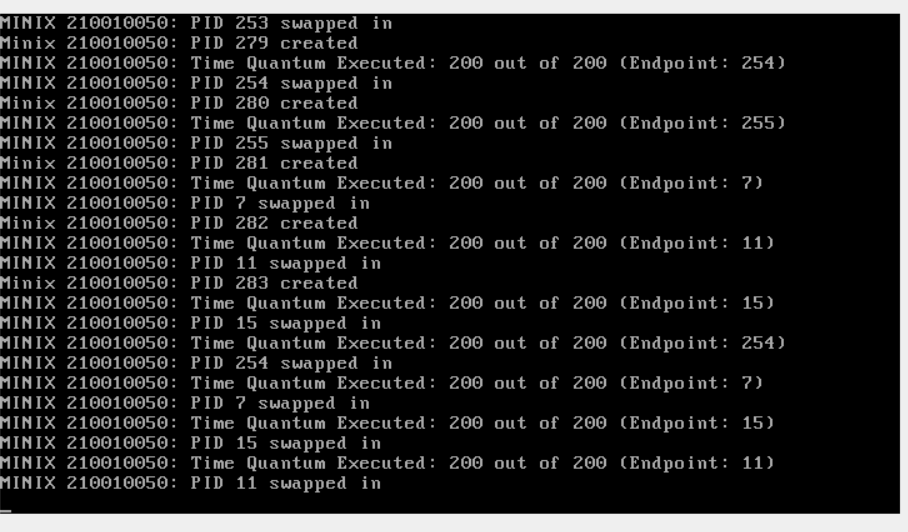 MINIX 210010050: PID 253 swapped in
Minix 210010050: PID 279 created
MINIX 210010050: Time Quantum Executed: 200 out of 200 (Endpoint: 254)
MINIX 210010050: PID 254 swapped in
Minix 210010050: PID 280 created
MINIX 210010050: Time Quantum Executed: 200 out of 200 (Endpoint: 255)
MINIX 210010050: PID 255 swapped in
Minix 210010050: PID 281 created
MINIX 210010050: Time Quantum Executed: 200 out of 200 (Endpoint: 7)
MINIX 210010050: PID 7 swapped in
Minix 210010050: PID 282 created
MINIX 210010050: Time Quantum Executed: 200 out of 200 (Endpoint: 11)
MINIX 210010050: PID 11 swapped in
Minix 210010050: PID 283 created
MINIX 210010050: Time Quantum Executed: 200 out of 200 (Endpoint: 15)
MINIX 210010050: PID 15 swapped in
MINIX 210010050: Time Quantum Executed: 200 out of 200 (Endpoint: 254)
MINIX 210010050: PID 254 swapped in
MINIX 210010050: Time Quantum Executed: 200 out of 200 (Endpoint: 7)
MINIX 210010050: PID 7 swapped in
MINIX 210010050: Time Quantum Executed: 200 out of 200 (Endpoint: 15)
MINIX 210010050: PID 15 swapped in
MINIX 210010050: Time Quantum Executed: 200 out of 200 (Endpoint: 11)
MINIX 210010050: PID 11 swapped in